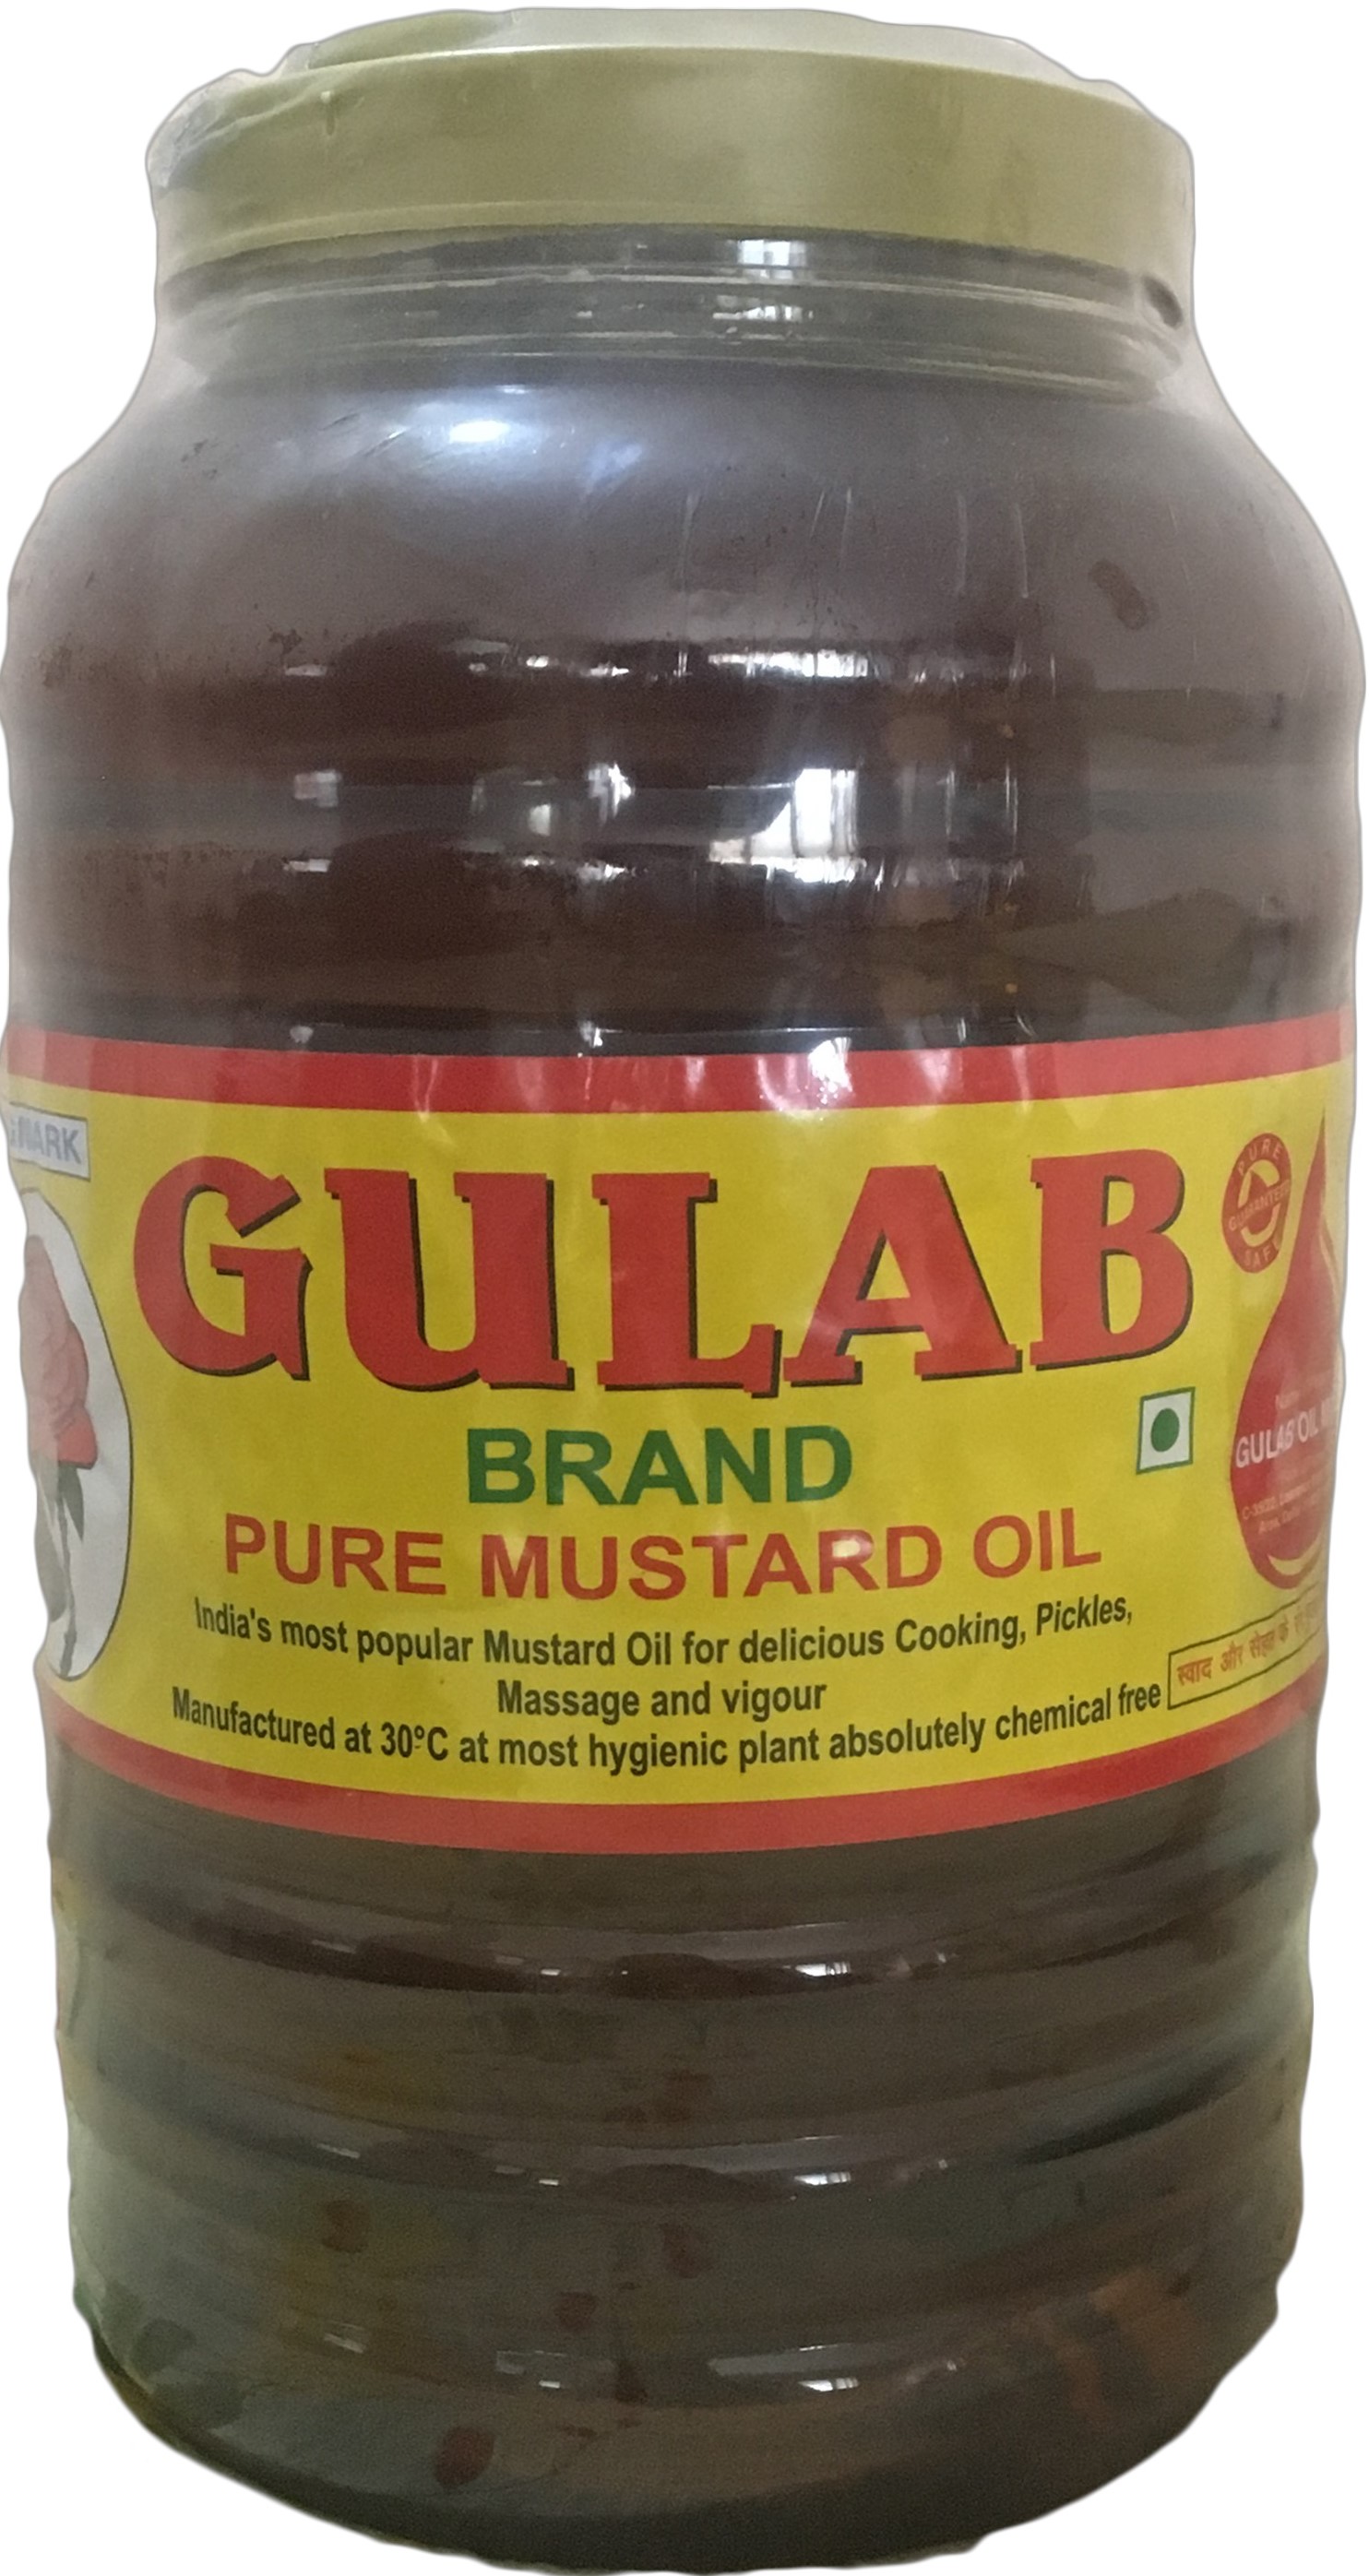 MARK
GULAB
BRAND
PURE MUSTARD OIL
India's most popular Mustard Oil for delicious Cooking, Pickles,
Massage and vigour
Manufactured at 30°C at most hygienic plant absolutely chemical free
PURE
GUARANTEED
SAFE
GULAB OIL
स्वाद और सेहत के